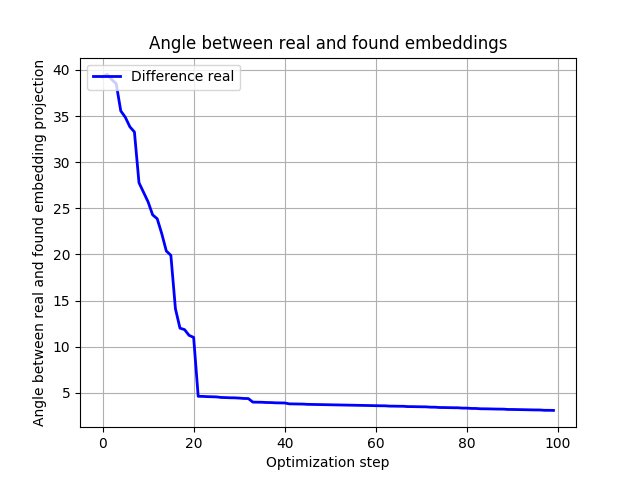 Angle between real and found embeddings
Difference real
Angle between real and found embedding projection
40
35
30
25
20
15
10
5
0 20 40 60 80 100
Optimization step